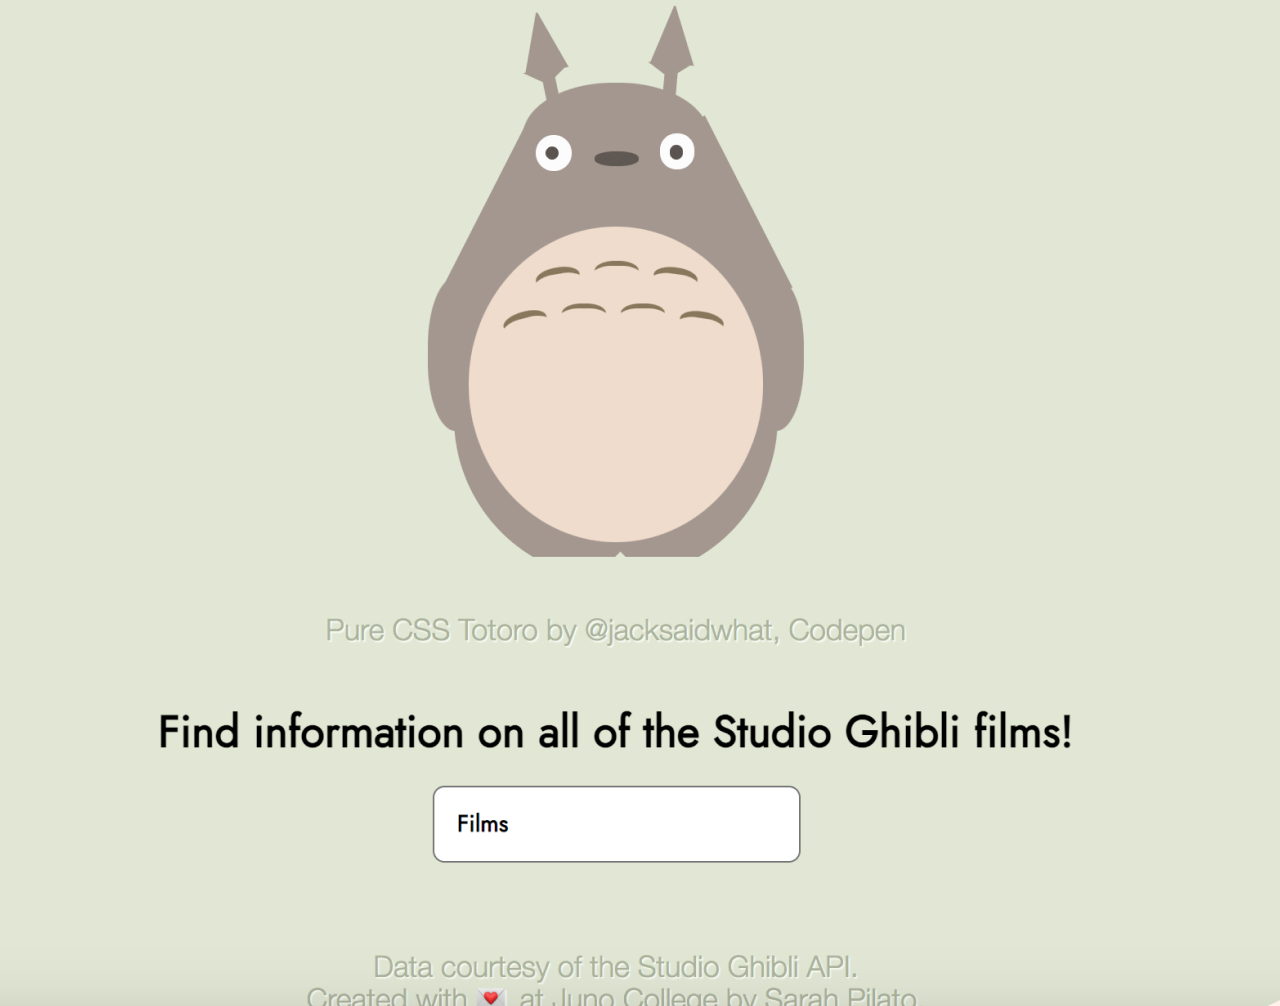 Pure CSS Totoro by @jacksaidwhat, Codepen
Find information on all of the Studio Ghibli films!
Films
Data courtesy of the Studio Ghibli API.
Created with 💌 at Juno College by Sarah Pilato